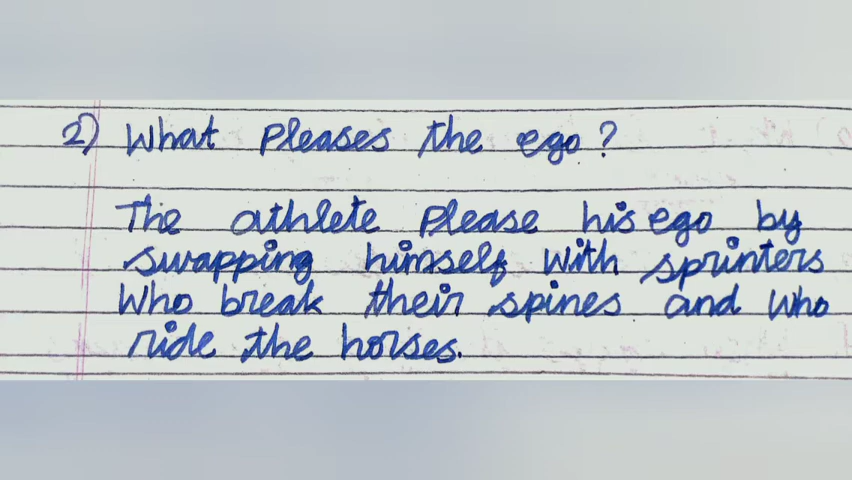 2) What pleases the ego?
The athlete please his ego by
swapping himself with sprinters
who break their spines and who
ride the horses.